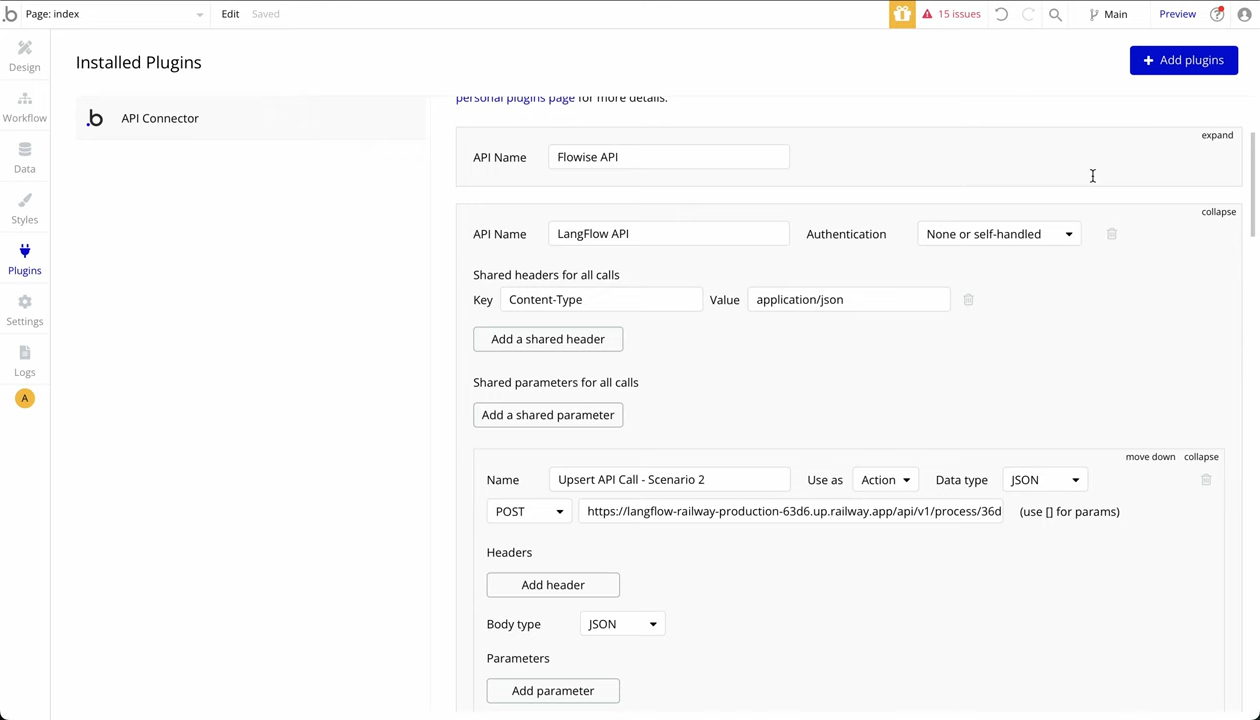 Page: index Edit Saved 15 issues Main Preview
Design
Workflow
Data
Styles
Plugins
Settings
Logs
A
Installed Plugins
+ Add plugins
.b API Connector
personal plugins page for more details.
expand
API Name Flowise API
collapse
API Name LangFlow API Authentication None or self-handled
Shared headers for all calls
Key Content-Type Value application/json
Add a shared header
Shared parameters for all calls
Add a shared parameter
move down collapse
Name Upsert API Call - Scenario 2 Use as Action Data type JSON
POST https://langflow-railway-production-63d6.up.railway.app/api/v1/process/36d (use [] for params)
Headers
Add header
Body type JSON
Parameters
Add parameter